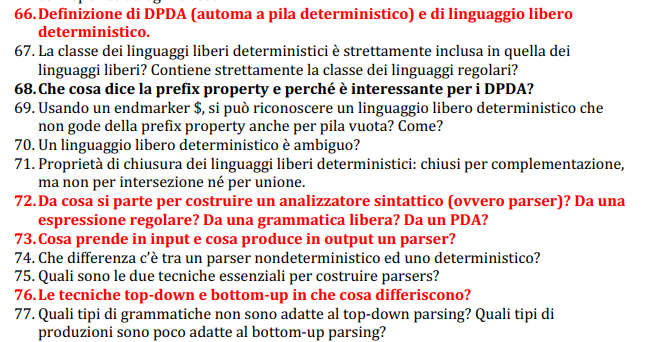 66. Definizione di DPDA (automa a pila deterministico) e di linguaggio libero
deterministico.
67. La classe dei linguaggi liberi deterministici è strettamente inclusa in quella dei
linguaggi liberi? Contiene strettamente la classe dei linguaggi regolari?
68. Che cosa dice la prefix property e perché è interessante per i DPDA?
69. Usando un endmarker $, si può riconoscere un linguaggio libero deterministico che
non gode della prefix property anche per pila vuota? Come?
70. Un linguaggio libero deterministico è ambiguo?
71. Proprietà di chiusura dei linguaggi liberi deterministici: chiusi per complementazione,
ma non per intersezione né per unione.
72. Da cosa si parte per costruire un analizzatore sintattico (ovvero parser)? Da una
espressione regolare? Da una grammatica libera? Da un PDA?
73. Cosa prende in input e cosa produce in output un parser?
74. Che differenza c'è tra un parser nondeterministico ed uno deterministico?
75. Quali sono le due tecniche essenziali per costruire parsers?
76. Le tecniche top-down e bottom-up in che cosa differiscono?
77. Quali tipi di grammatiche non sono adatte al top-down parsing? Quali tipi di
produzioni sono poco adatte al bottom-up parsing?